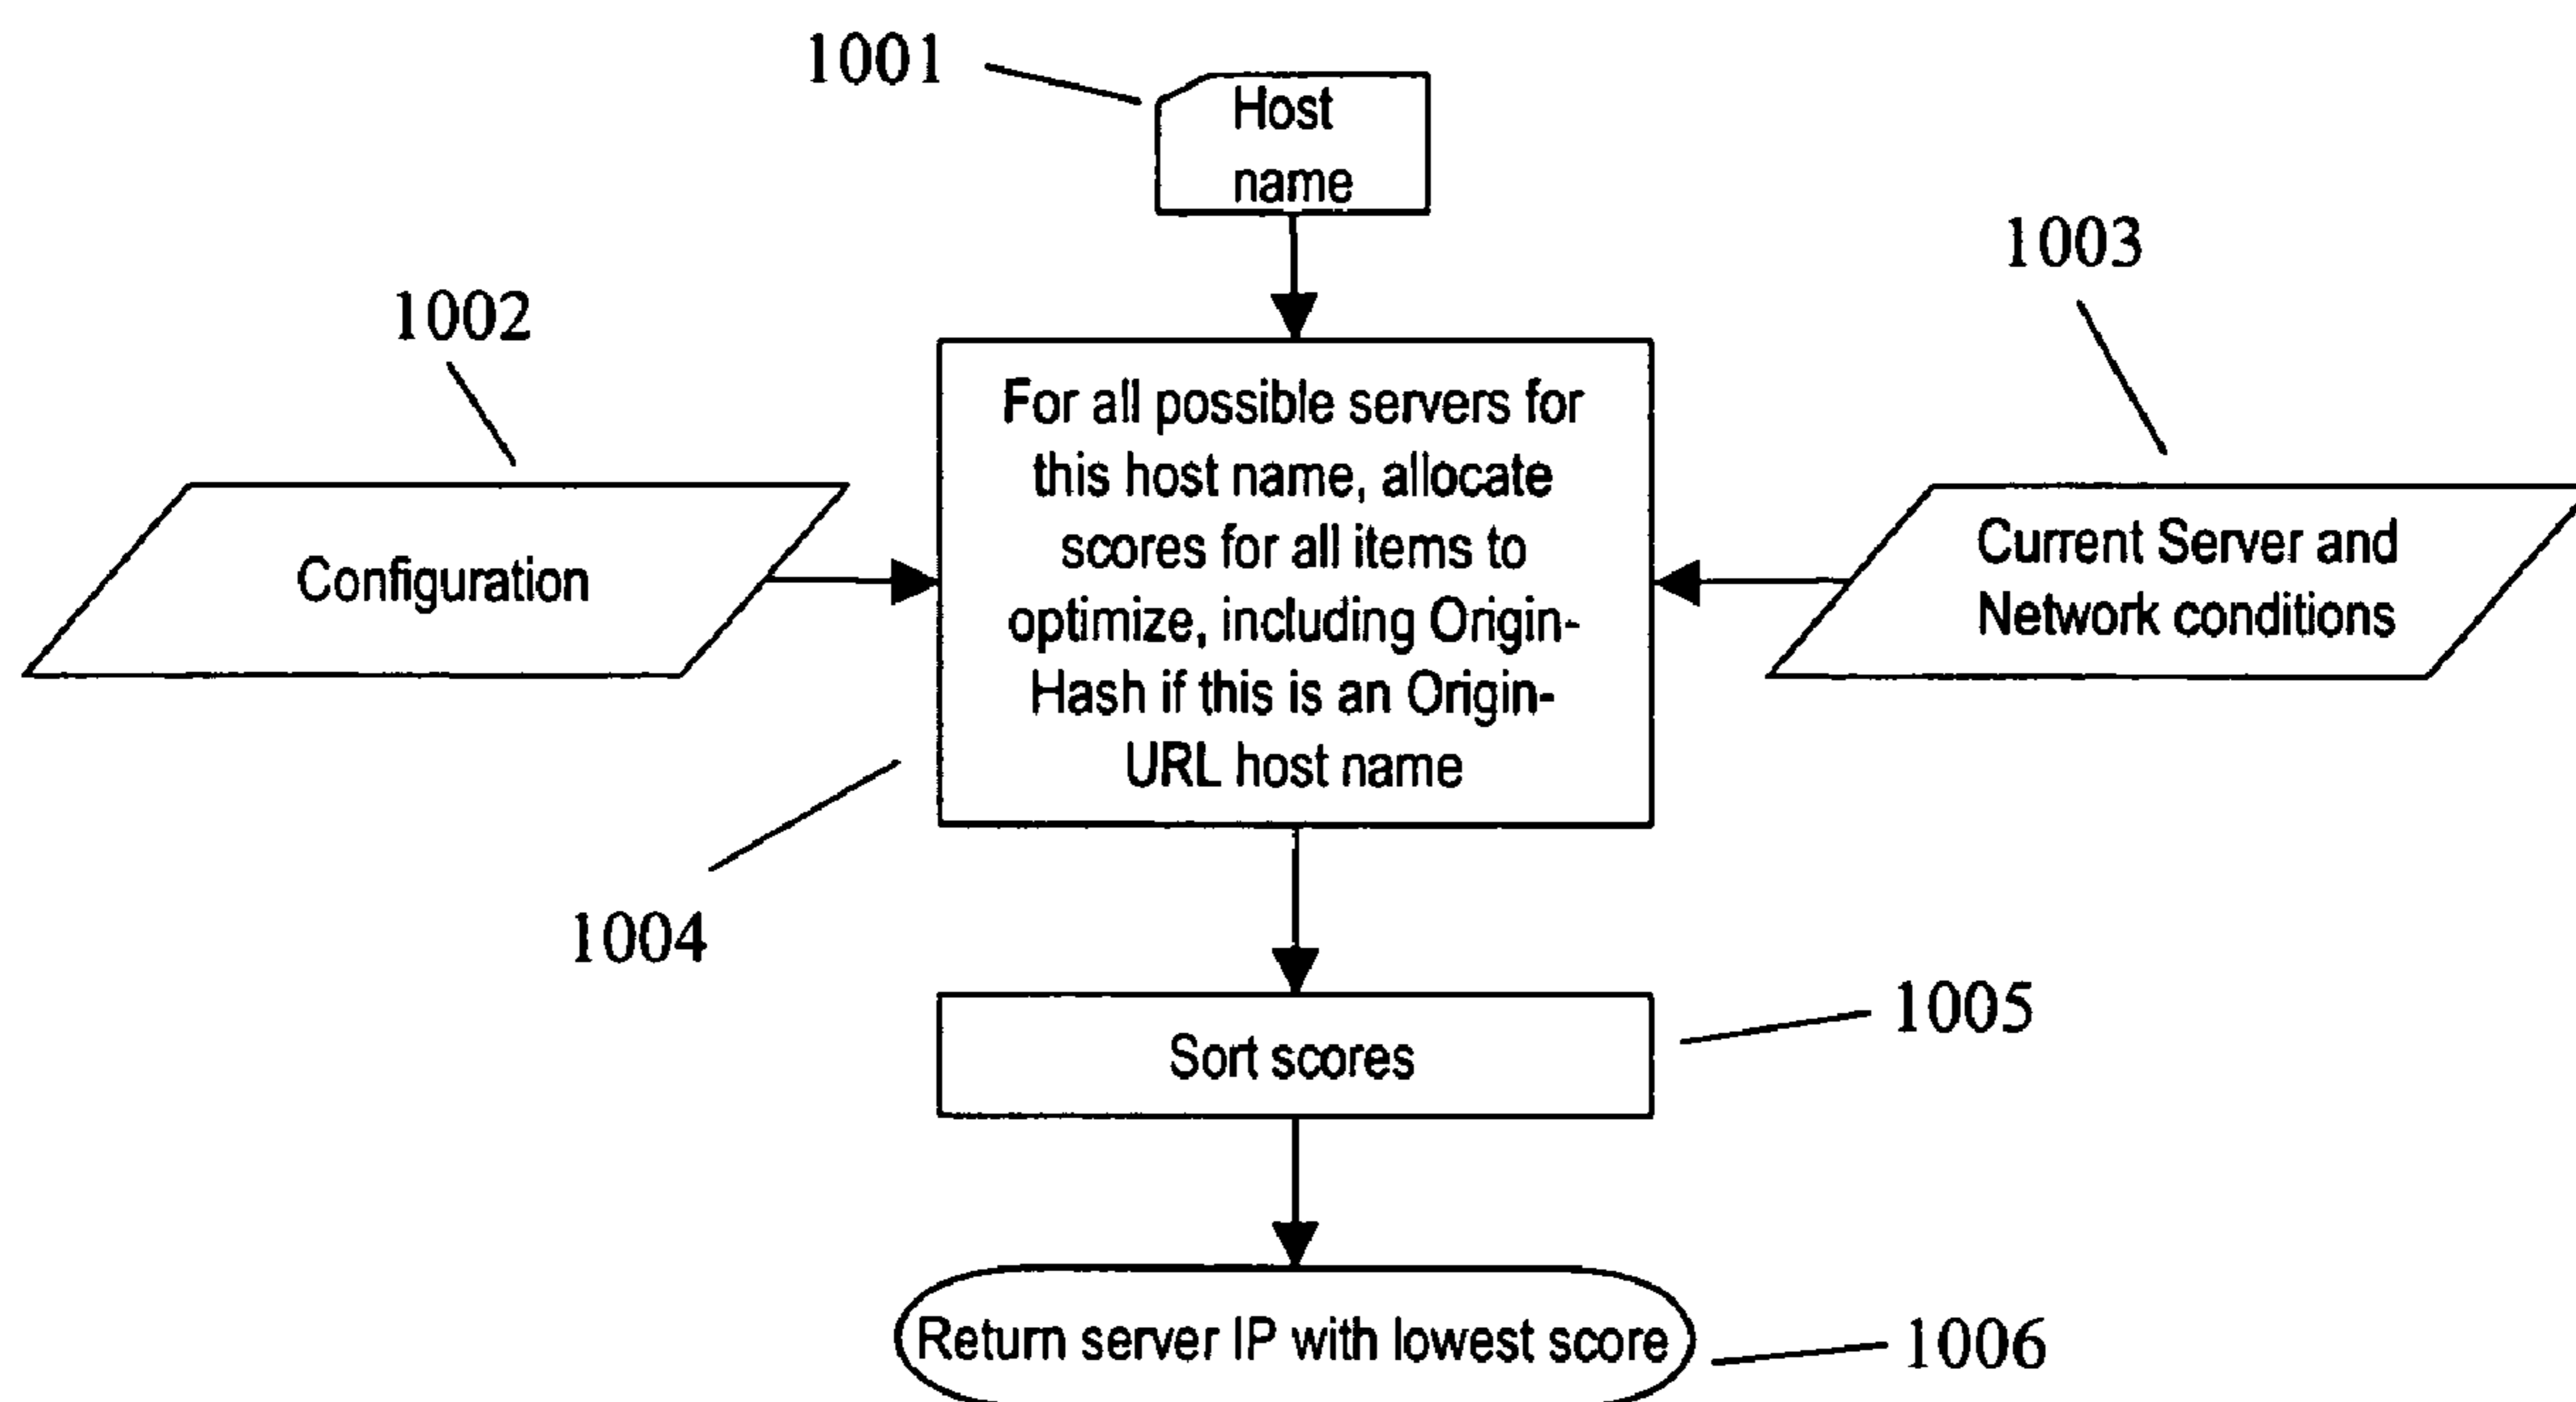 1001
Host
name
1003
1002
For all possible servers for
this host name, allocate
scores for all items to
optimize, including Origin-
Hash if this is an Origin-
URL host name
Configuration
Current Server and
Network conditions
1004
Sort scores
1005
Return server IP with lowest score
1006